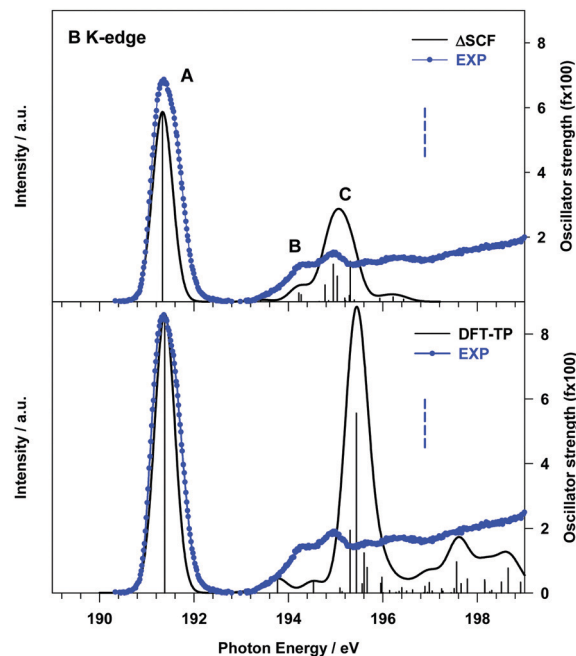 B K-edge
ΔSCF
EXP
A
B
C
Intensity / a.u.
Oscillator strength (fx100)
8
6
4
2
DFT-TP
EXP
Intensity / a.u.
Oscillator strength (fx100)
8
6
4
2
0
190
192
194
196
198
Photon Energy / eV